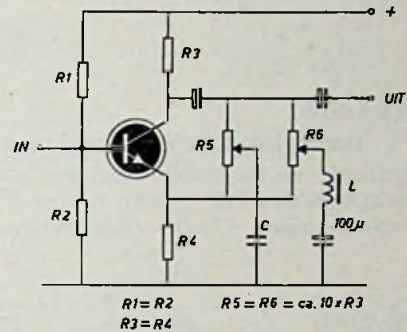 +
R3
R1
UIT
IN
R5
R6
L
R2
R4
C
100µ
R1 = R2
R5 = R6 = ca. 10 x R3
R3 = R4